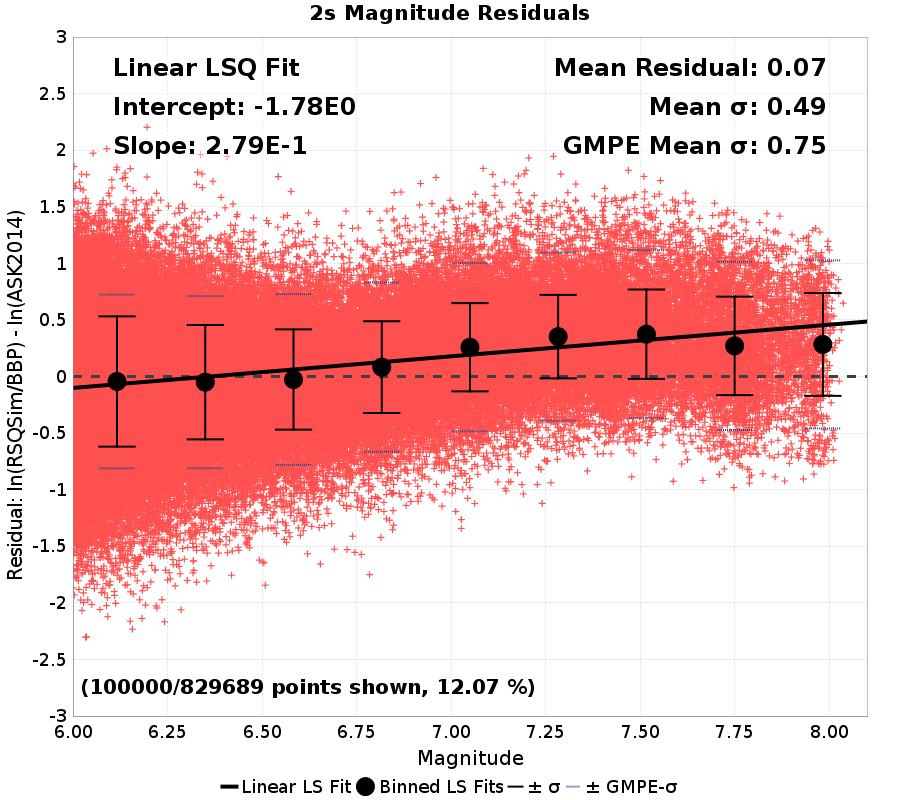 2s Magnitude Residuals
Linear LSQ Fit
Mean Residual: 0.07
Intercept: -1.78E0
Mean σ: 0.49
Slope: 2.79E-1
GMPE Mean σ: 0.75
Residual: ln(RSQSim/BBP) - ln(ASK2014)
3
2.5
2
1.5
1
0.5
0
-0.5
-1
-1.5
-2
-2.5
-3
(100000/829689 points shown, 12.07 %)
6.00 6.25 6.50 6.75 7.00 7.25 7.50 7.75 8.00
Magnitude
Linear LS Fit Binned LS Fits ± σ ± GMPE-σ